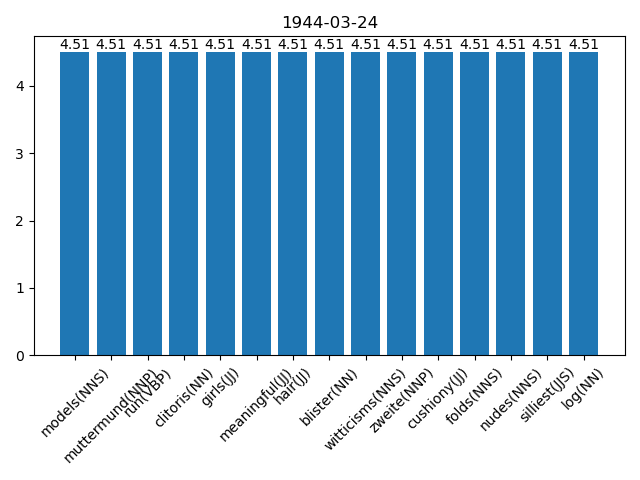 1944-03-24
4.51 4.51 4.51 4.51 4.51 4.51 4.51 4.51 4.51 4.51 4.51 4.51 4.51 4.51 4.51
4
3
2
1
0
models(NNS)
muttermund(NNP)
run(VBP)
clitoris(NN)
girls(JJ)
meaningful(JJ)
hair(JJ)
blister(NN)
witticisms(NNS)
zweite(NNP)
cushiony(JJ)
folds(NNS)
nudes(NNS)
silliest(JJS)
log(NN)